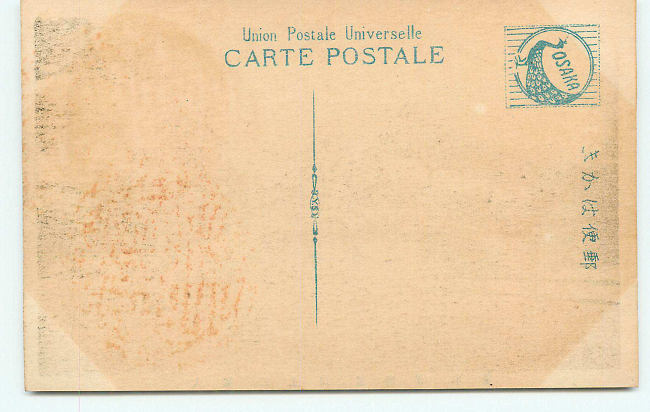 Union Postale Universelle
CARTE POSTALE
OSAKA
郵便はかき